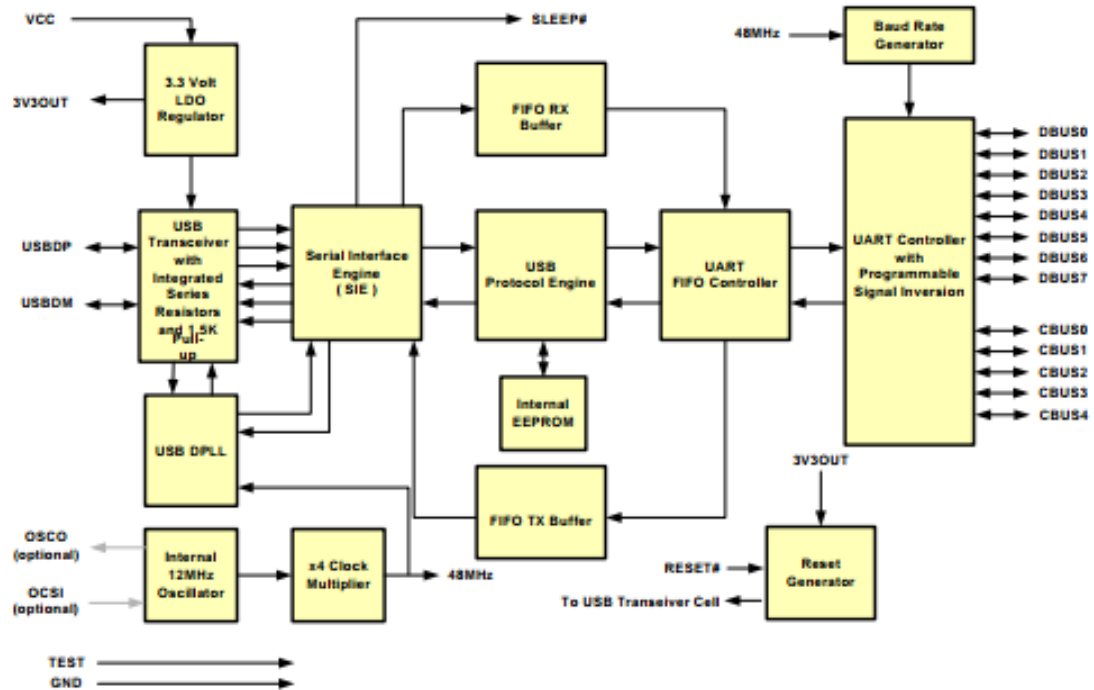 VCC
SLEEP#
48MHz
Baud Rate
Generator
3.3 Volt
LDO
Regulator
3V3OUT
FIFO RX
Buffer
DBUS0
DBUS1
DBUS2
DBUS3
DBUS4
DBUS5
DBUS6
DBUS7
CBUS0
CBUS1
CBUS2
CBUS3
CBUS4
USBDP
USBDM
USB
Transceiver
with
Integrated
Series
Resistors
and 1.5K
Pull-
up
Serial Interface
Engine
( SIE )
USB
Protocol Engine
UART
FIFO Controller
UART Controller
with
Programmable
Signal Inversion
Internal
EEPROM
USB DPLL
3V3OUT
FIFO TX Buffer
OSCO
(optional)
OCSI
(optional)
Internal
12MHz
Oscillator
x4 Clock
Multiplier
48MHz
RESET#
Reset
Generator
To USB Transeiver Cell
TEST
GND